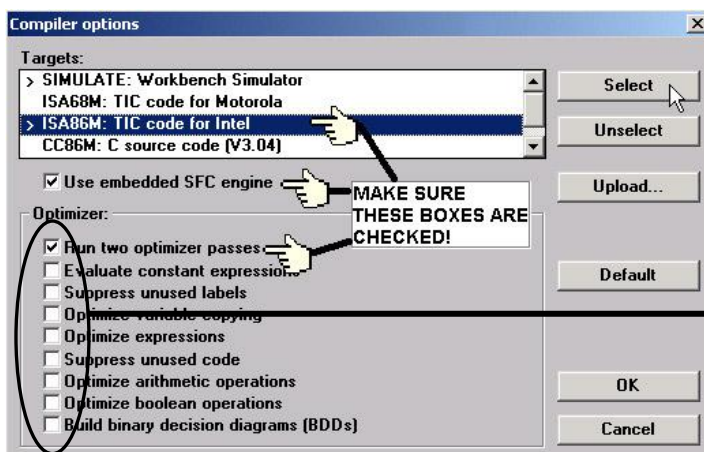 Compiler options
Targets:
> SIMULATE: Workbench Simulator
ISA68M: TIC code for Motorola
> ISA86M: TIC code for Intel
CC86M: C source code (V3.04)
Select
Unselect
Upload...
Use embedded SFC engine
MAKE SURE
THESE BOXES ARE
CHECKED!
Optimizer:
Run two optimizer passes
Evaluate constant expressions
Suppress unused labels
Optimize variable copying
Optimize expressions
Suppress unused code
Optimize arithmetic operations
Optimize boolean operations
Build binary decision diagrams (BDDs)
Default
OK
Cancel